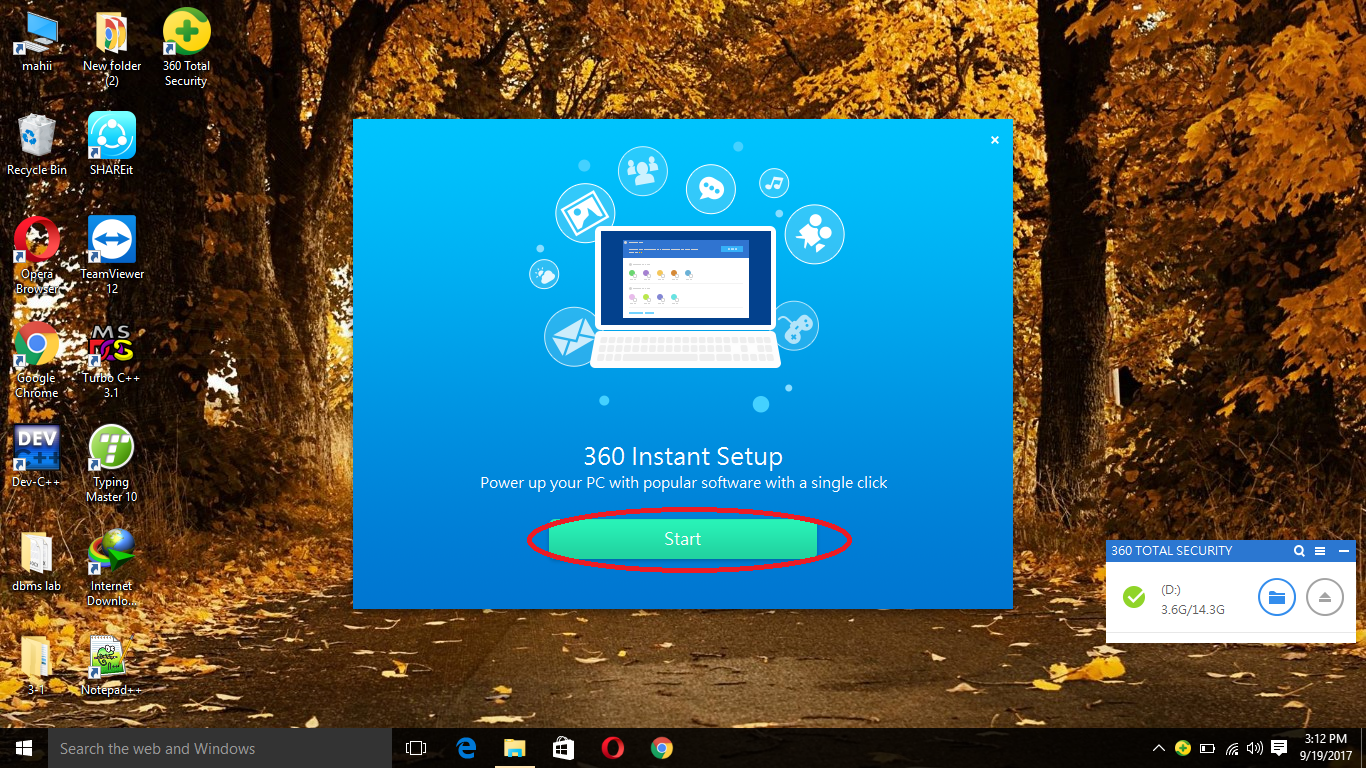 mahii
New folder
(2)
360 Total
Security
Recycle Bin
SHAREit
Opera
Browser
TeamViewer
12
Google
Chrome
MS
Turbo C++
3.1
DEV
C++
Dev-C++
Typing
Master 10
dbms lab
Internet
Downlo...
3-1
Notepad++
360 Instant Setup
Power up your PC with popular software with a single click
Start
360 TOTAL SECURITY
(D:)
3.6G/14.3G
Search the web and Windows
3:12 PM
9/19/2017